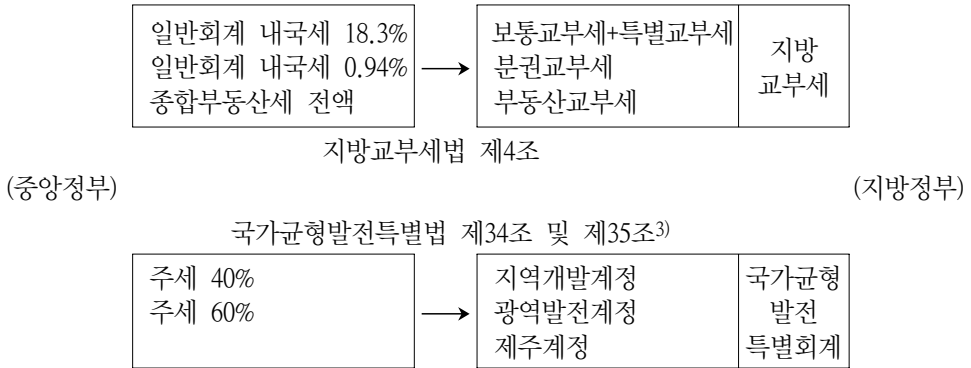 일반회계 내국세 18.3%
일반회계 내국세 0.94%
종합부동산세 전액
보통교부세+특별교부세
분권교부세
부동산교부세
지방
교부세
지방교부세법 제4조
(중앙정부)
(지방정부)
국가균형발전특별법 제34조 및 제35조3)
주세 40%
주세 60%
지역개발계정
광역발전계정
제주계정
국가균형
발전
특별회계